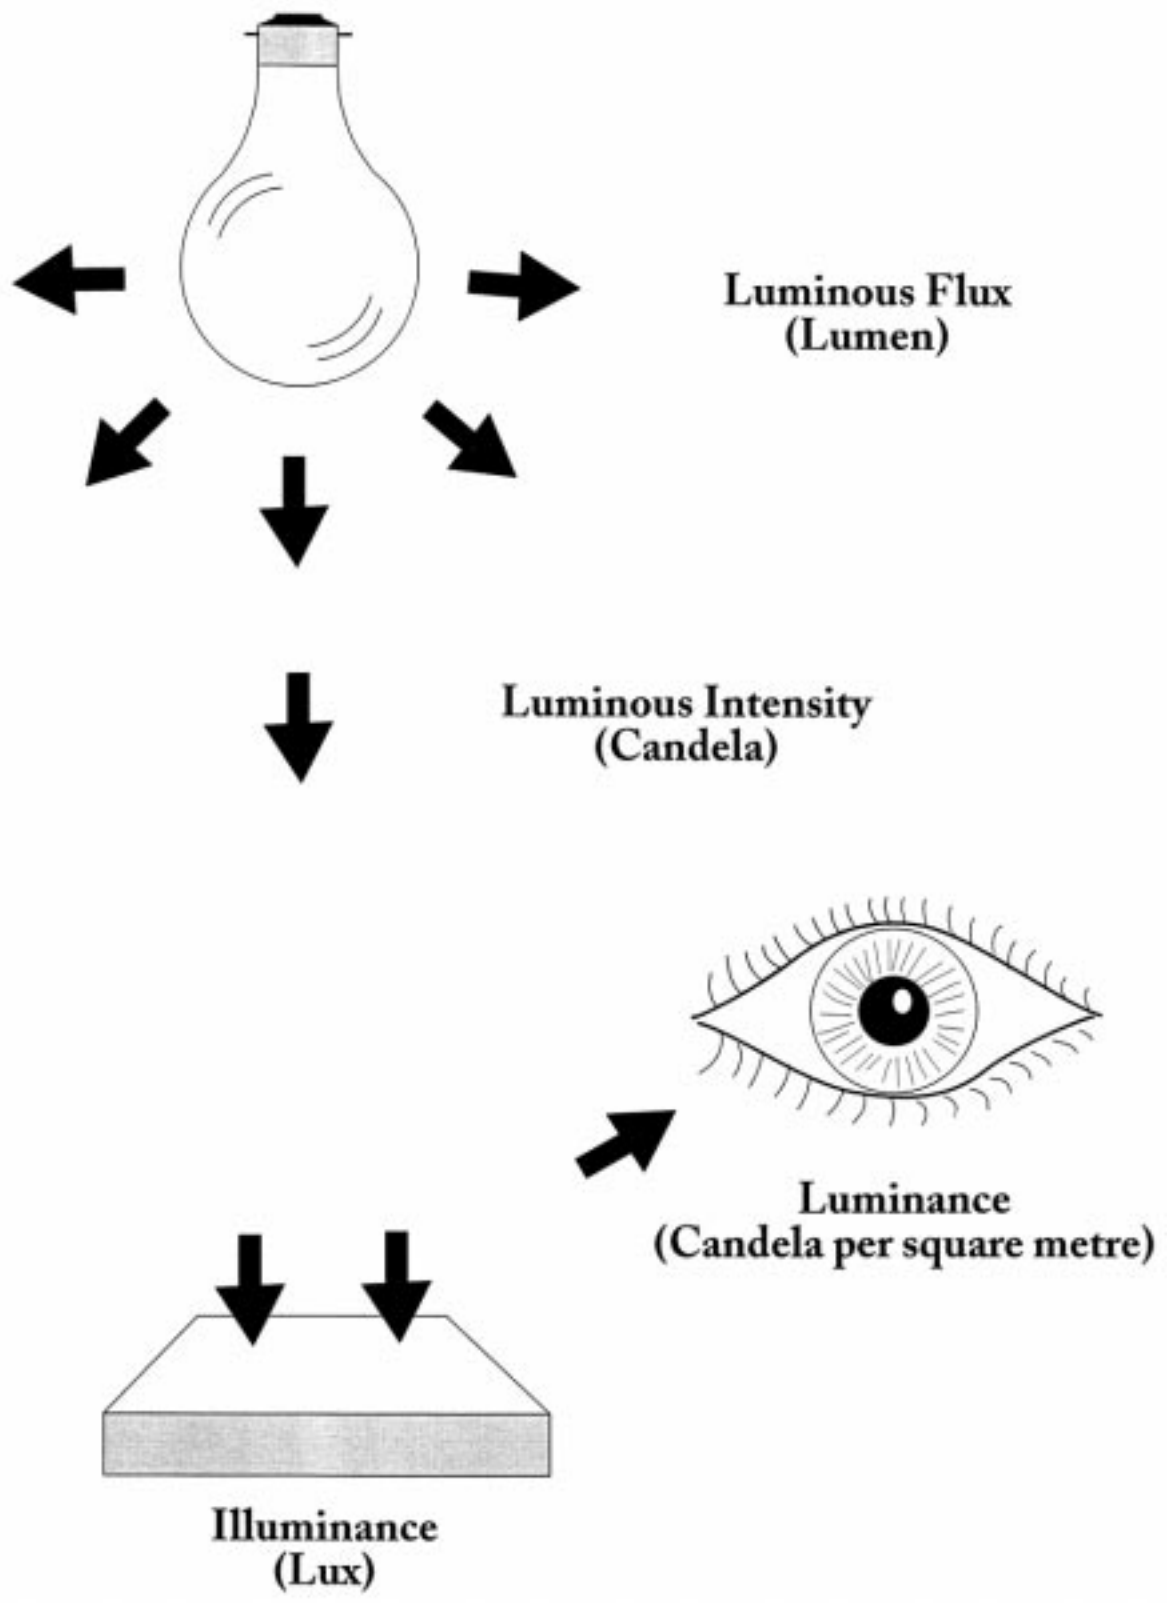 Luminous Flux
(Lumen)
Luminous Intensity
(Candela)
Luminance
(Candela per square metre)
Illuminance
(Lux)